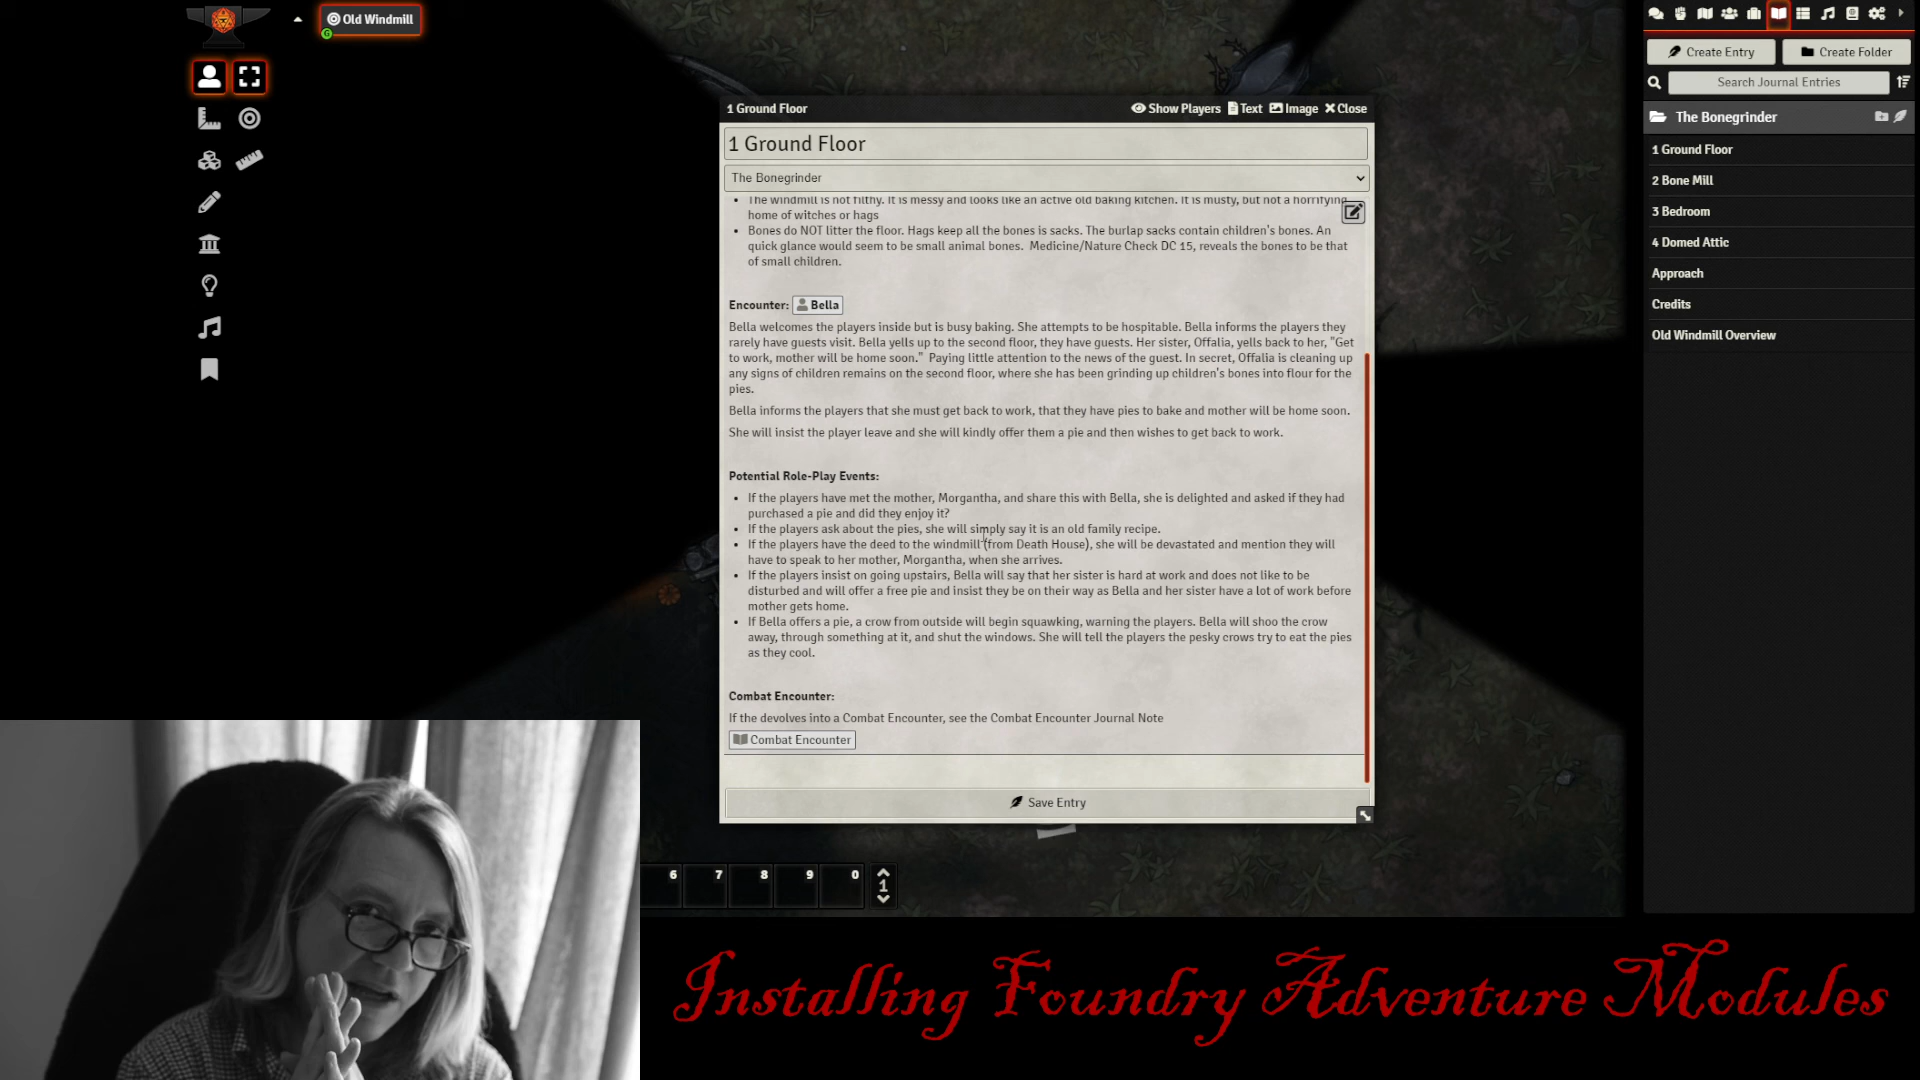 Old Windmill
G
Create Entry
Create Folder
Search Journal Entries
The Bonegrinder
1 Ground Floor
2 Bone Mill
3 Bedroom
4 Domed Attic
Approach
Credits
Old Windmill Overview
1 Ground Floor
Show Players
Text
Image
Close
1 Ground Floor
The Bonegrinder
The windmill is not filthy. It is messy and looks like an active old baking kitchen. It is musty, but not a horrifying
home of witches or hags
Bones do NOT litter the floor. Hags keep all the bones is sacks. The burlap sacks contain children's bones. An
quick glance would seem to be small animal bones. Medicine/Nature Check DC 15, reveals the bones to be that
of small children.
Encounter: Bella
Bella welcomes the players inside but is busy baking. She attempts to be hospitable. Bella informs the players they
rarely have guests visit. Bella yells up to the second floor, they have guests. Her sister, Offalia, yells back to her, "Get
to work, mother will be home soon." Paying little attention to the news of the guest. In secret, Offalia is cleaning up
any signs of children remains on the second floor, where she has been grinding up children's bones into flour for the
pies.
Bella informs the players that she must get back to work, that they have pies to bake and mother will be home soon.
She will insist the player leave and she will kindly offer them a pie and then wishes to get back to work.
Potential Role-Play Events:
If the players have met the mother, Morgantha, and share this with Bella, she is delighted and asked if they had
purchased a pie and did they enjoy it?
If the players ask about the pies, she will simply say it is an old family recipe.
If the players have the deed to the windmill (from Death House), she will be devastated and mention they will
have to speak to her mother, Morgantha, when she arrives.
If the players insist on going upstairs, Bella will say that her sister is hard at work and does not like to be
disturbed and will offer a free pie and insist they be on their way as Bella and her sister have a lot of work before
mother gets home.
If Bella offers a pie, a crow from outside will begin squawking, warning the players. Bella will shoo the crow
away, through something at it, and shut the windows. She will tell the players the pesky crows try to eat the pies
as they cool.
Combat Encounter:
If the devolves into a Combat Encounter, see the Combat Encounter Journal Note
Combat Encounter
Save Entry
6 7 8 9 0
1
Installing Foundry Adventure Modules